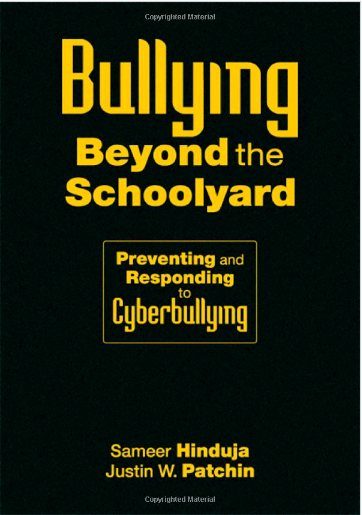 Copyrighted Material
Bullying
Beyond the
Schoolyard
Preventing and
Responding
to
Cyberbullying
Sameer Hinduja
Justin W. Patchin
Copyrighted Material